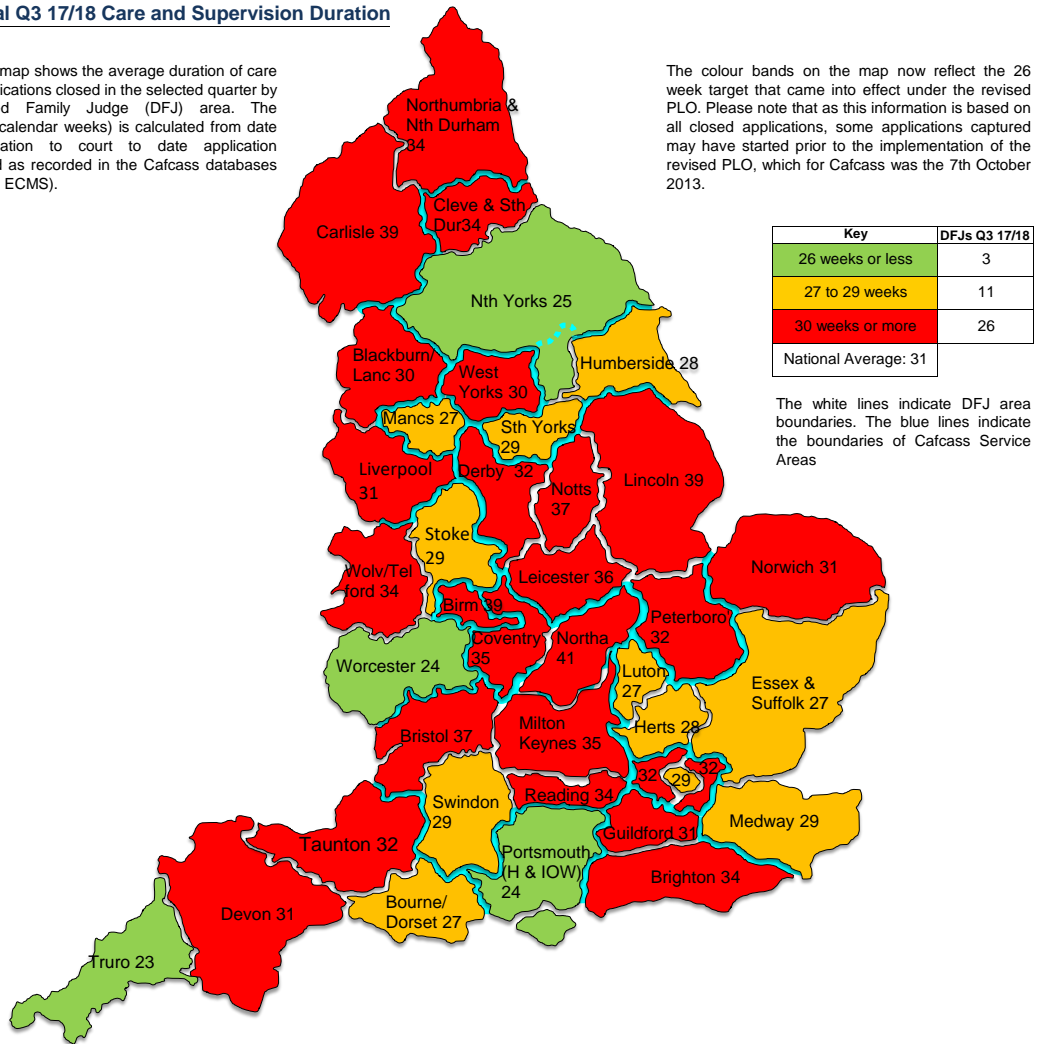 al Q3 17/18 Care and Supervision Duration
map shows the average duration of care
ications closed in the selected quarter by
d Family Judge (DFJ) area. The
calendar weeks) is calculated from date
ation to court to date application
d as recorded in the Cafcass databases
ECMS).
The colour bands on the map now reflect the 26
week target that came into effect under the revised
PLO. Please note that as this information is based on
all closed applications, some applications captured
may have started prior to the implementation of the
revised PLO, which for Cafcass was the 7th October
2013.
Key DFJs Q3 17/18
26 weeks or less 3
27 to 29 weeks 11
30 weeks or more 26
National Average: 31
The white lines indicate DFJ area
boundaries. The blue lines indicate
the boundaries of Cafcass Service
Areas
Northumbria &
Nth Durham
34
Carlisle 39
Cleve & Sth
Dur34
Nth Yorks 25
Humberside 28
Blackburn/
Lanc 30
West
Yorks 30
Mancs 27
Sth Yorks
29
Liverpool
31
Derby 32
Notts
37
Lincoln 39
Stoke
29
Wolv/Tel
ford 34
Leicester 36
Norwich 31
Birm 39
Peterboro
32
Coventry
35
Northa
41
Worcester 24
Luton
27
Essex &
Suffolk 27
Herts 28
Bristol 37
Milton
Keynes 35
32
29
32
Reading 34
Swindon
29
Medway 29
Guildford 31
Taunton 32
Portsmouth
(H & IOW)
24
Brighton 34
Bourne/
Dorset 27
Devon 31
Truro 23